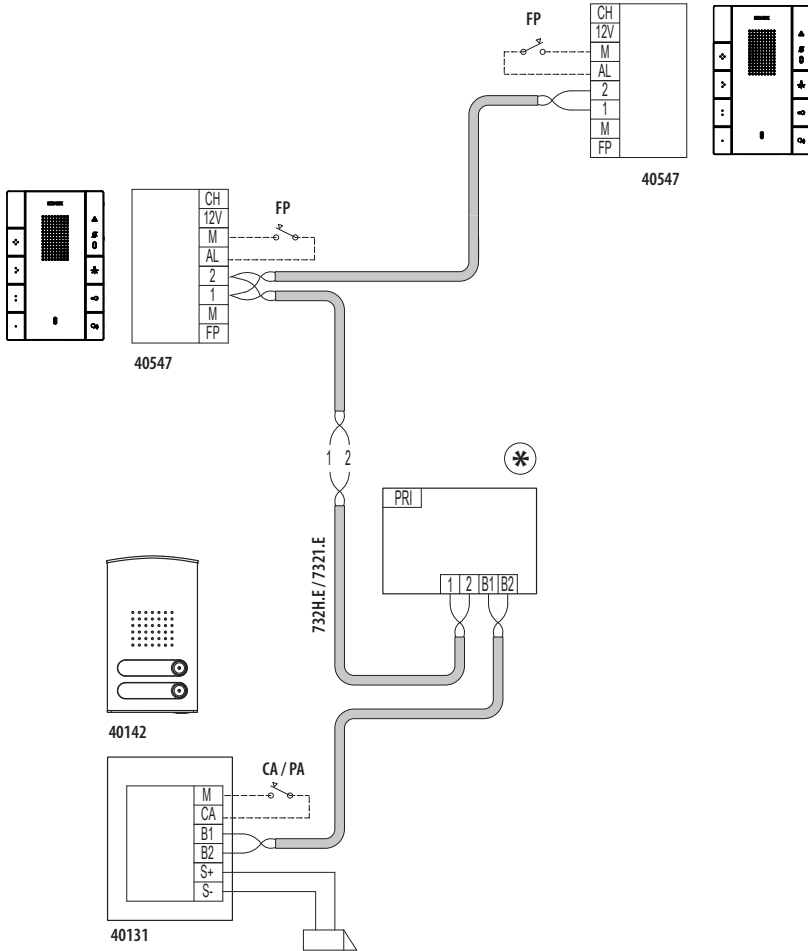 FP
CH
12V
M
AL
2
1
M
FP
40547
CH
12V
M
AL
2
1
M
FP
FP
40547
1 2
732H.E / 7321.E
PRI
1 2 B1 B2
40142
CA / PA
M
CA
B1
B2
S+
S-
40131